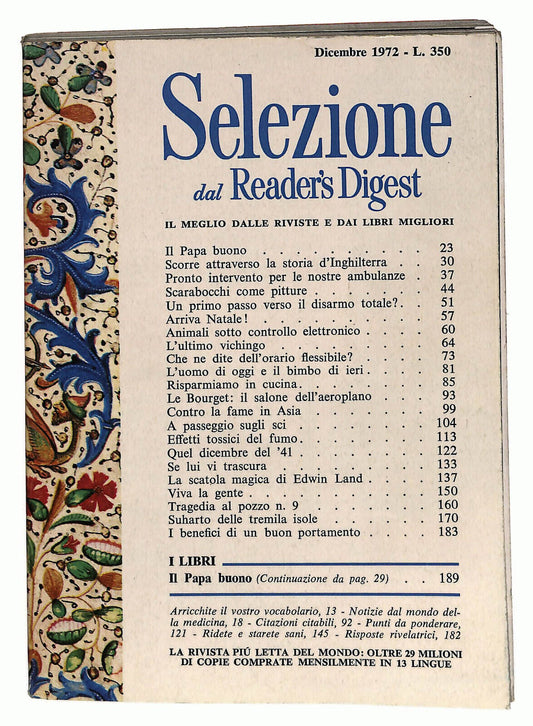 Dicembre 1972 - L. 350
Selezione
dal Reader's Digest
IL MEGLIO DALLE RIVISTE E DAI LIBRI MIGLIORI
Il Papa buono . . . . . . . . . . . 23
Scorre attraverso la storia d'Inghilterra . . 30
Pronto intervento per le nostre ambulanze . 37
Scarabocchi come pitture . . . . . . . 44
Un primo passo verso il disarmo totale? . . 51
Arriva Natale! . . . . . . . . . . . 57
Animali sotto controllo elettronico . . . . 60
L'ultimo vichingo . . . . . . . . . . 64
Che ne dite dell'orario flessibile? . . . . . 73
L'uomo di oggi e il bimbo di ieri . . . . . 81
Risparmiamo in cucina . . . . . . . . 85
Le Bourget: il salone dell'aeroplano . . . . 93
Contro la fame in Asia . . . . . . . . 99
A passeggio sugli sci . . . . . . . . . 104
Effetti tossici del fumo . . . . . . . . 113
Quel dicembre del '41 . . . . . . . . 122
Se lui vi trascura . . . . . . . . . . 133
La scatola magica di Edwin Land . . . . . 137
Viva la gente . . . . . . . . . . . 150
Tragedia al pozzo n. 9 . . . . . . . . 160
Suharto delle tremila isole . . . . . . . 170
I benefici di un buon portamento . . . . . 183
I LIBRI
Il Papa buono (Continuazione da pag. 29) . . 189
Arricchite il vostro vocabolario, 13 - Notizie dal mondo del-
la medicina, 18 - Citazioni citabili, 92 - Punti da ponderare,
121 - Ridete e starete sani, 145 - Risposte rivelatrici, 182
LA RIVISTA PIÚ LETTA DEL MONDO: OLTRE 29 MILIONI
DI COPIE COMPRATE MENSILMENTE IN 13 LINGUE